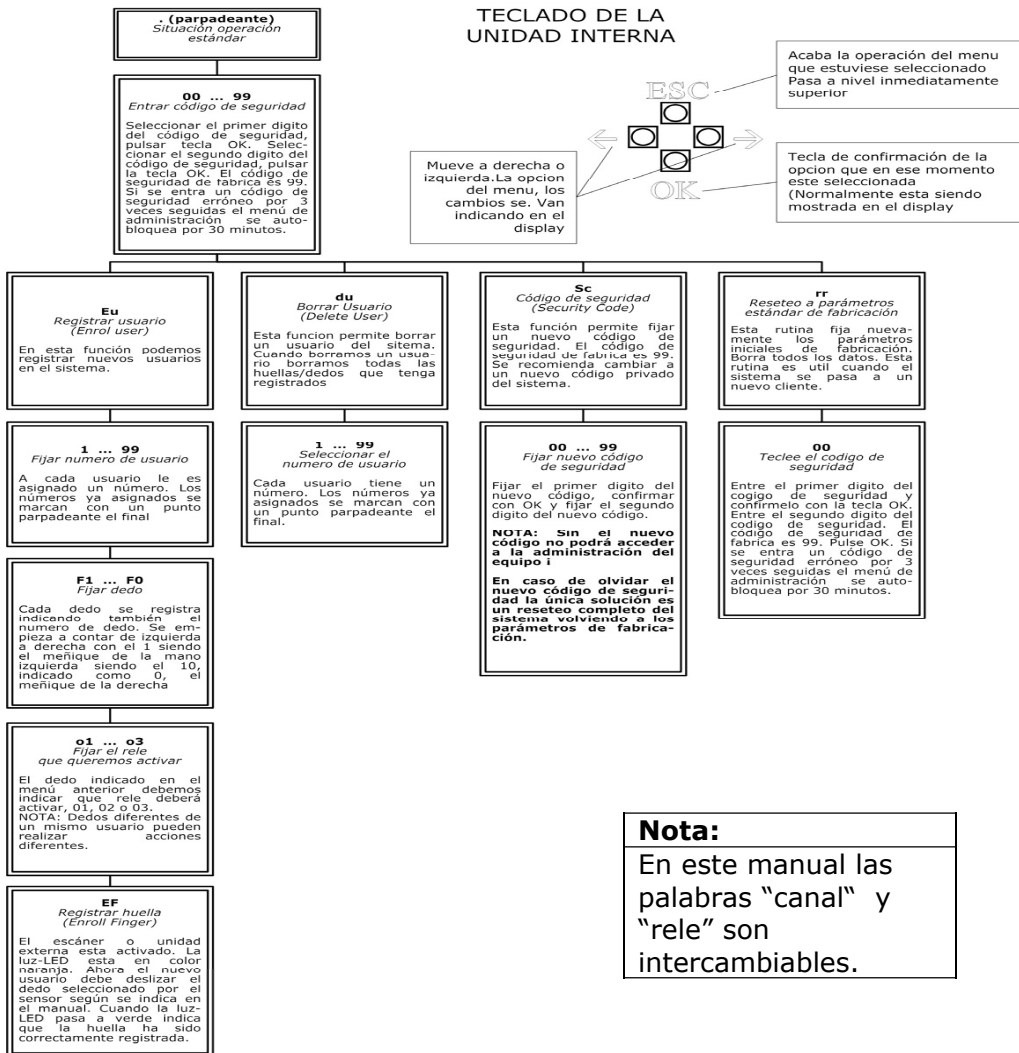 . (parpadeante)
Situación operación
estándar
TECLADO DE LA
UNIDAD INTERNA
Acaba la operación del menu
que estuviese seleccionado
Pasa a nivel inmediatamente
superior
ESC
OK
Mueve a derecha o
izquierda.La opcion
del menu, los
cambios se. Van
indicando en el
display
Tecla de confirmación de la
opcion que en ese momento
este seleccionada
(Normalmente esta siendo
mostrada en el display
00 ... 99
Entrar código de seguridad
Seleccionar el primer digito
del código de seguridad,
pulsar tecla OK. Selec-
cionar el segundo digito del
código de seguridad, pulsar
la tecla OK. El código de
seguridad de fabrica es 99.
Si se entra un código de
seguridad erróneo por 3
veces seguidas el menú de
administración se auto-
bloquea por 30 minutos.
Eu
Registrar usuario
(Enrol user)
En esta función podemos
registrar nuevos usuarios
en el sistema.
du
Borrar Usuario
(Delete User)
Esta funcion permite borrar
un usuario del sitema.
Cuando borramos un usua-
rio borramos todas las
huellas/dedos que tenga
registrados
Sc
Código de seguridad
(Security Code)
Esta función permite fijar
un nuevo código de
seguridad. El código de
seguridad de fabrica es 99.
Se recomienda cambiar a
un nuevo código privado
del sistema.
rr
Reseteo a parámetros
estándar de fabricación
Esta rutina fija nueva-
mente los parámetros
iniciales de fabricación.
Borra todos los datos. Esta
rutina es util cuando el
sistema se pasa a un
nuevo cliente.
1 ... 99
Fijar numero de usuario
A cada usuario le es
asignado un número. Los
números ya asignados se
marcan con un punto
parpadeante el final
1 ... 99
Seleccionar el
numero de usuario
Cada usuario tiene un
número. Los números ya
asignados se marcan con
un punto parpadeante el
final.
00 ... 99
Fijar nuevo código
de seguridad
Fijar el primer digito del
nuevo código, confirmar
con OK y fijar el segundo
digito del nuevo código.
NOTA: Sin el nuevo
código no podrá acceder
a la administración del
equipo i
En caso de olvidar el
nuevo código de seguri-
dad la única solución es
un reseteo completo del
sistema volviendo a los
parámetros de fabrica-
ción.
00
Teclee el codigo de
seguridad
Entre el primer digito del
cogigo de seguridad y
confirmelo con la tecla OK.
Entre el segundo digito del
codigo de seguridad. El
código de seguridad de
fabrica es 99. Pulse OK. Si
se entra un código de
seguridad erróneo por 3
veces seguidas el menú de
administración se auto-
bloquea por 30 minutos.
F1 ... F0
Fijar dedo
Cada dedo se registra
indicando también el
numero de dedo. Se em-
pieza a contar de izquierda
a derecha con el 1 siendo
el meñique de la mano
izquierda siendo el 10,
indicado como 0, el
meñique de la derecha
o1 ... o3
Fijar el rele
que queremos activar
El dedo indicado en el
menú anterior debemos
indicar que rele deberá
activar, 01, 02 o 03.
NOTA: Dedos diferentes de
un mismo usuario pueden
realizar acciones
diferentes.
EF
Registrar huella
(Enroll Finger)
El escáner o unidad
externa esta activado. La
luz-LED esta en color
naranja. Ahora el nuevo
usuario debe deslizar el
dedo seleccionado por el
sensor según se indica en
el manual. Cuando la luz-
LED pasa a verde indica
que la huella ha sido
correctamente registrada.
Nota:
En este manual las
palabras “canal“ y
“rele” son
intercambiables.